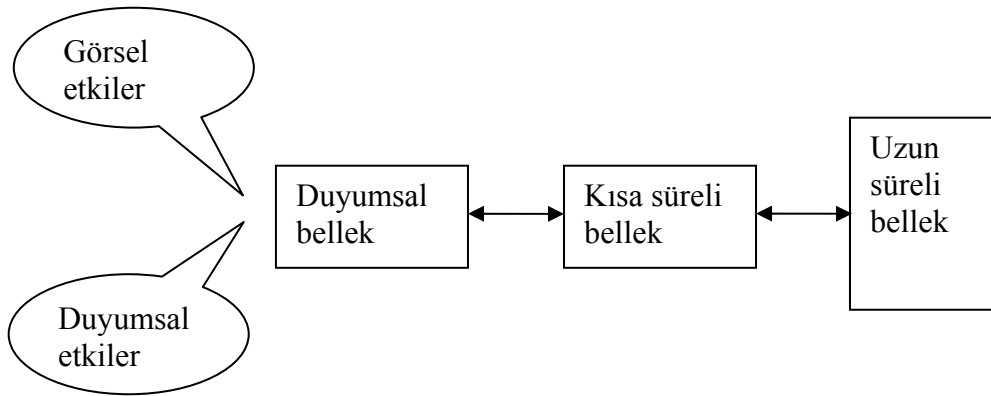 Görsel
etkiler
Duyumsal
bellek
Kısa süreli
bellek
Uzun
süreli
bellek
Duyumsal
etkiler